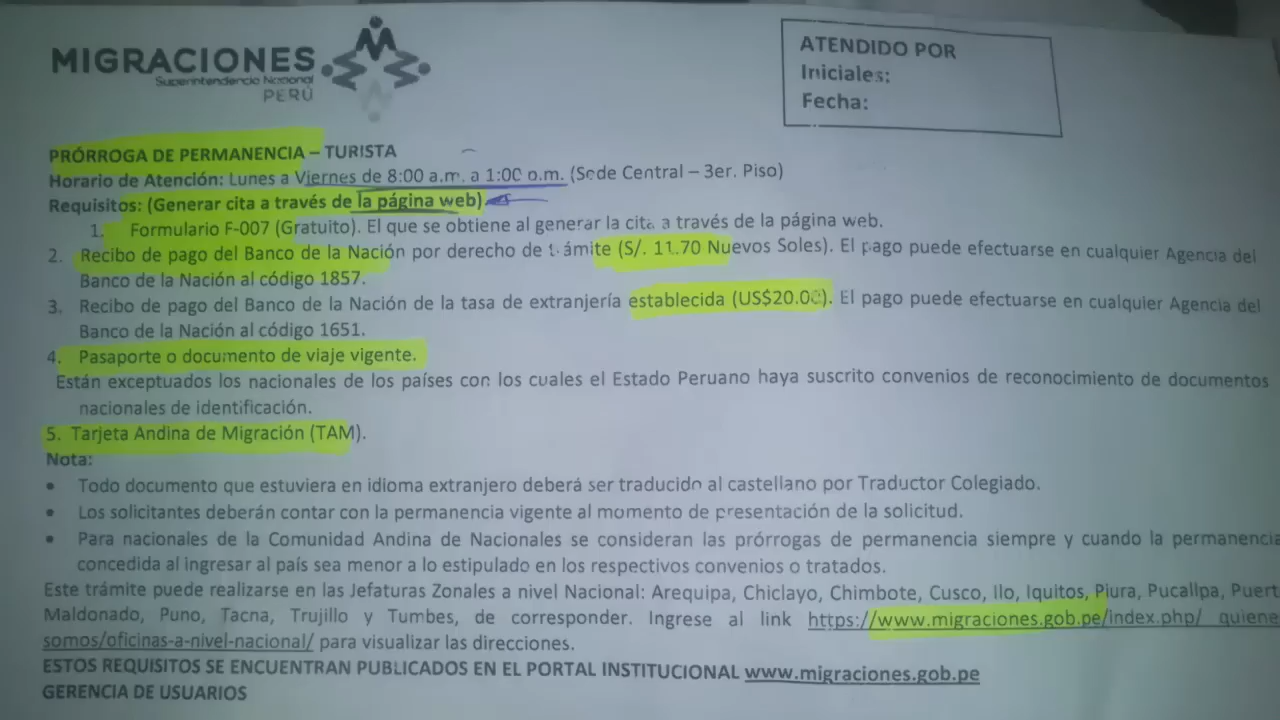 MIGRACIONES
Superintendencia Nacional
PERÚ
ATENDIDO POR
Iniciales:
Fecha:
PRÓRROGA DE PERMANENCIA – TURISTA
Horario de Atención: Lunes a Viernes de 8:00 a.m. a 1:00 p.m. (Sede Central – 3er. Piso)
Requisitos: (Generar cita a través de la página web)
1. Formulario F-007 (Gratuito). El que se obtiene al generar la cita a través de la página web.
2. Recibo de pago del Banco de la Nación por derecho de trámite (S/. 11.70 Nuevos Soles). El pago puede efectuarse en cualquier Agencia del
Banco de la Nación al código 1857.
3. Recibo de pago del Banco de la Nación de la tasa de extranjería establecida (US$20.00). El pago puede efectuarse en cualquier Agencia del
Banco de la Nación al código 1651.
4. Pasaporte o documento de viaje vigente.
Están exceptuados los nacionales de los países con los cuales el Estado Peruano haya suscrito convenios de reconocimiento de documentos
nacionales de identificación.
5. Tarjeta Andina de Migración (TAM).
Nota:
• Todo documento que estuviera en idioma extranjero deberá ser traducido al castellano por Traductor Colegiado.
• Los solicitantes deberán contar con la permanencia vigente al momento de presentación de la solicitud.
• Para nacionales de la Comunidad Andina de Nacionales se consideran las prórrogas de permanencia siempre y cuando la permanencia
concedida al ingresar al país sea menor a lo estipulado en los respectivos convenios o tratados.
Este trámite puede realizarse en las Jefaturas Zonales a nivel Nacional: Arequipa, Chiclayo, Chimbote, Cusco, Ilo, Iquitos, Piura, Pucallpa, Puert
Maldonado, Puno, Tacna, Trujillo y Tumbes, de corresponder. Ingrese al link https://www.migraciones.gob.pe/index.php/ quiene
somos/oficinas-a-nivel-nacional/ para visualizar las direcciones.
ESTOS REQUISITOS SE ENCUENTRAN PUBLICADOS EN EL PORTAL INSTITUCIONAL www.migraciones.gob.pe
GERENCIA DE USUARIOS